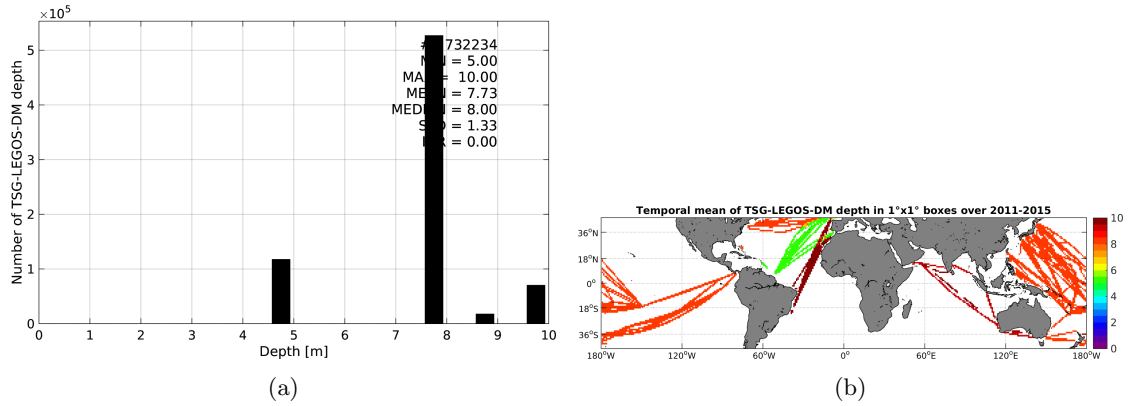 ×10⁵
5
4
3
2
1
0
Number of TSG-LEGOS-DM depth
732234
= 5.00
= 10.00
= 7.73
= 8.00
= 1.33
= 0.00
0 1 2 3 4 5 6 7 8 9 10
Depth [m]
(a)
Temporal mean of TSG-LEGOS-DM depth in 1°x1° boxes over 2011-2015
36°N
18°N
0°
18°S
36°S
180°W 120°W 60°W 0° 60°E 120°E 180°W
10
8
6
4
2
0
(b)